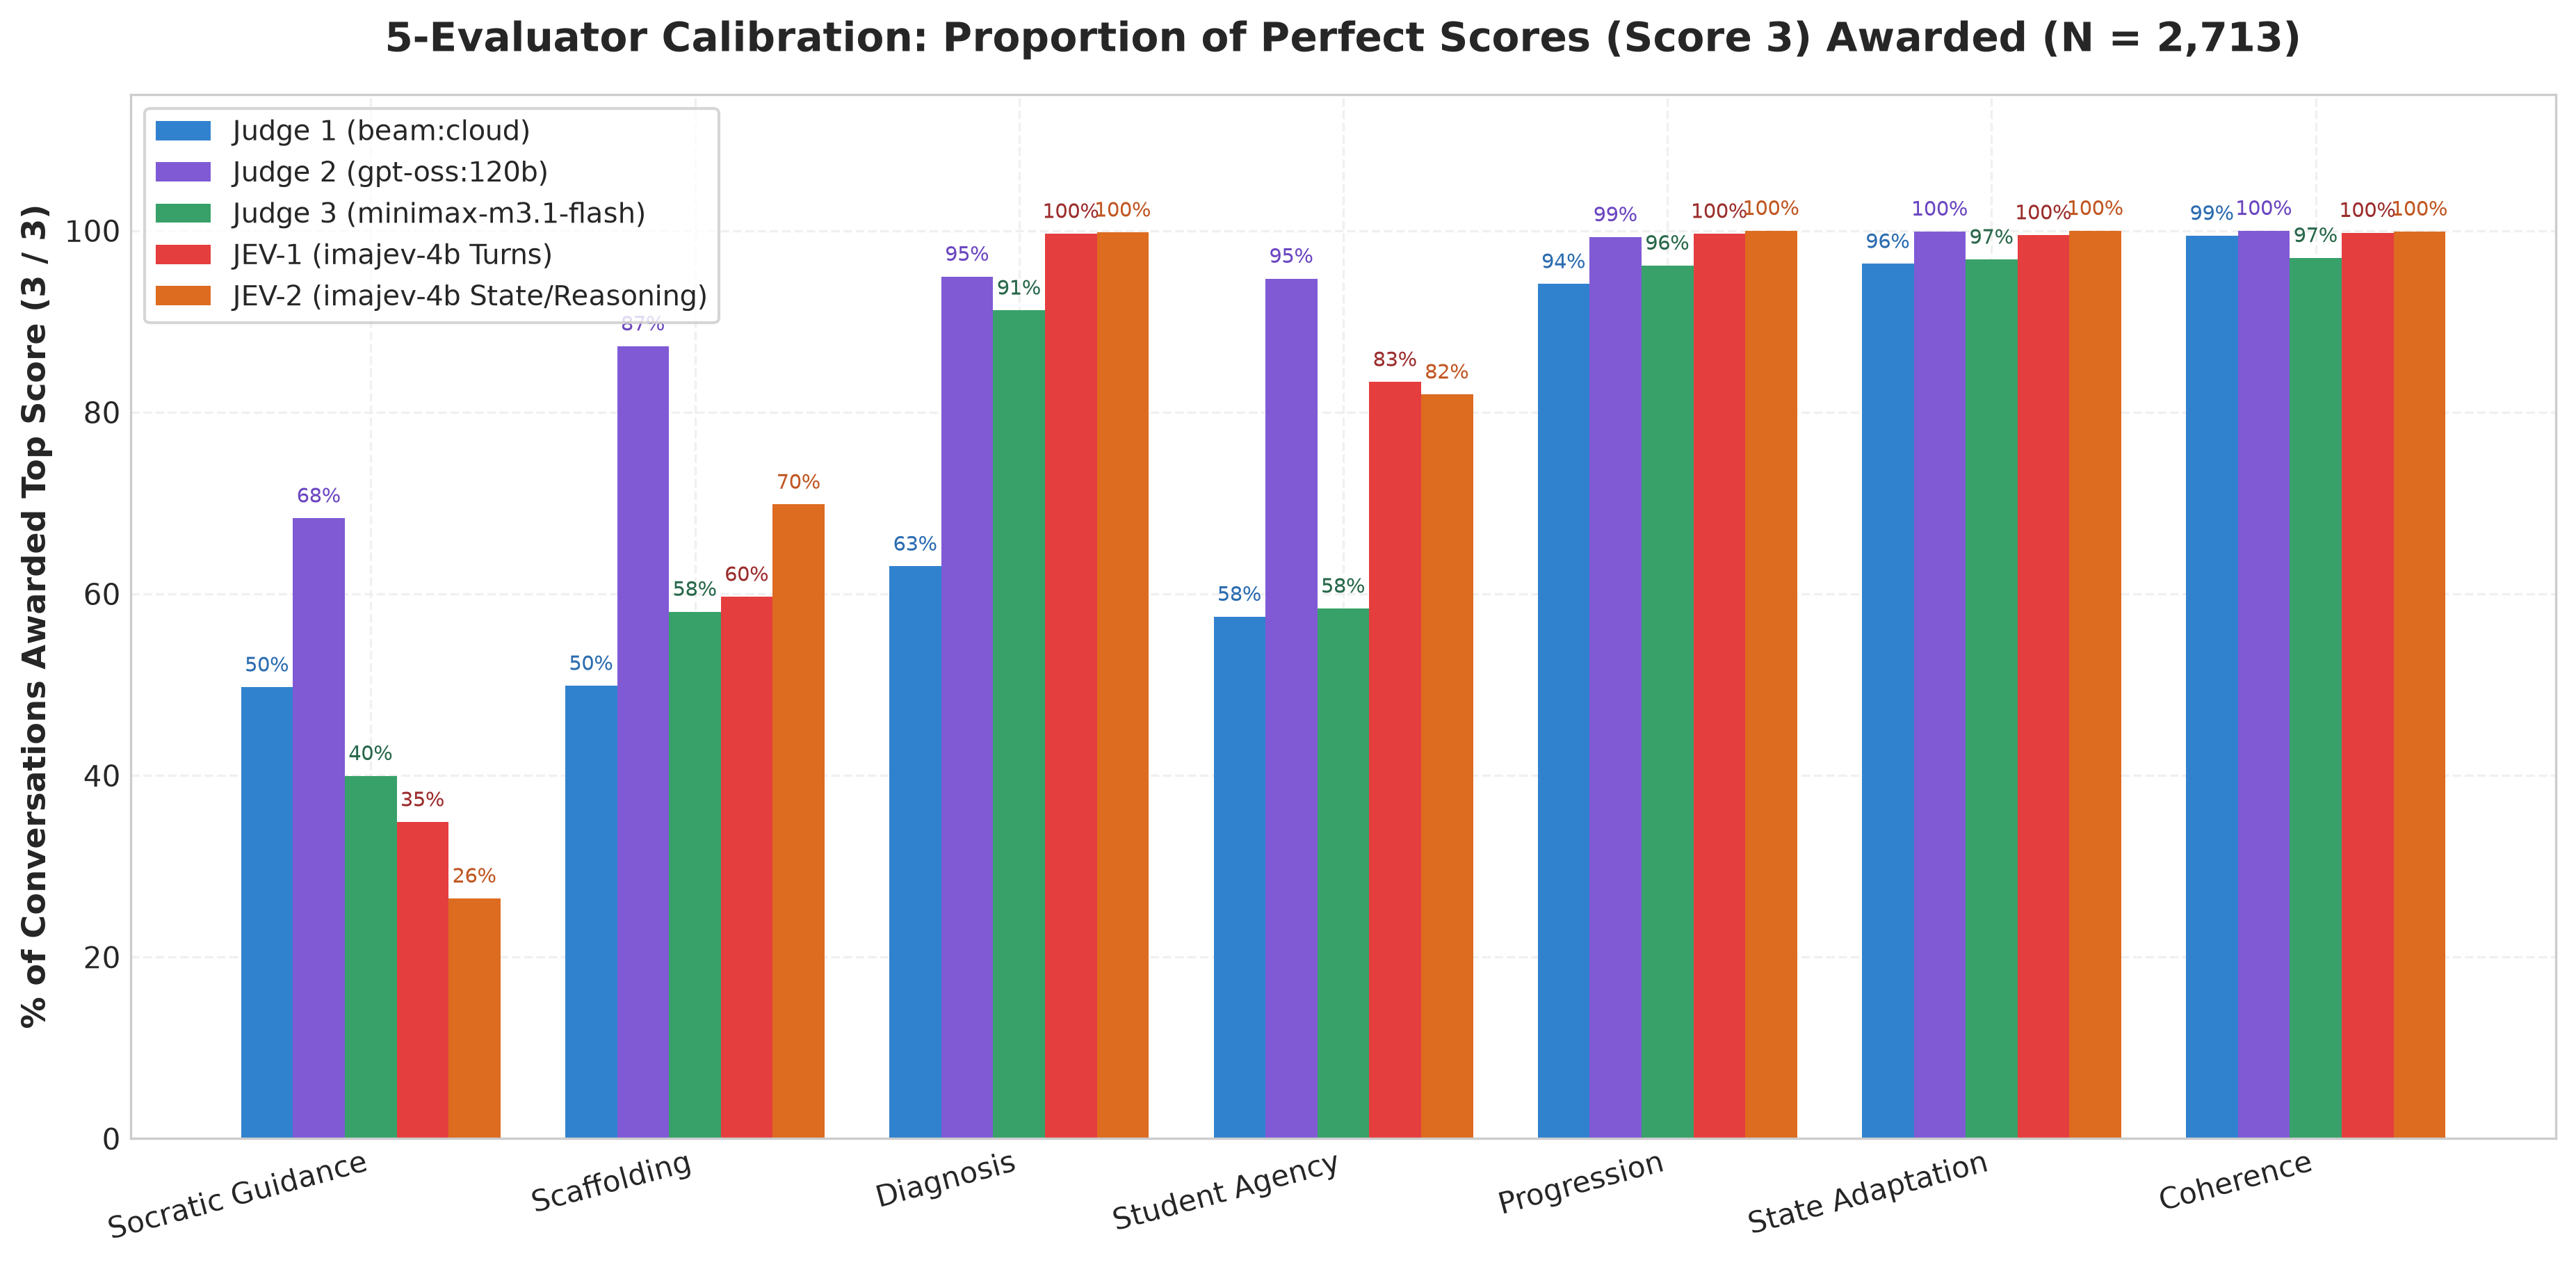 5-Evaluator Calibration: Proportion of Perfect Scores (Score 3) Awarded (N = 2,713)
Judge 1 (beam:cloud)
Judge 2 (gpt-oss:120b)
Judge 3 (minimax-m3.1-flash)
JEV-1 (imajev-4b Turns)
JEV-2 (imajev-4b State/Reasoning)
% of Conversations Awarded Top Score (3 / 3)
100
80
60
40
20
0
50% 68% 40% 35% 26%
50% 87% 58% 60% 70%
63% 95% 91% 100% 100%
58% 95% 58% 83% 82%
94% 99% 96% 100% 100%
96% 100% 97% 100% 100%
99% 100% 97% 100% 100%
Socratic Guidance
Scaffolding
Diagnosis
Student Agency
Progression
State Adaptation
Coherence